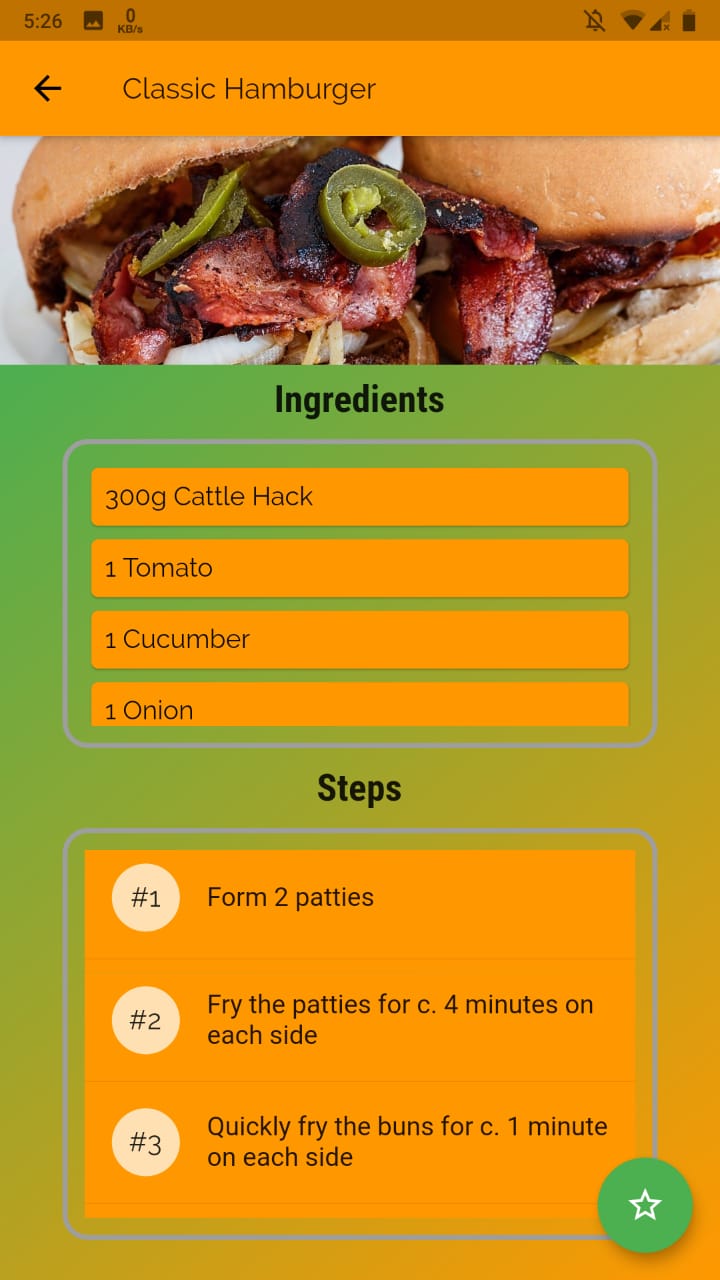 5:26
0
KB/s
Classic Hamburger
Ingredients
300g Cattle Hack
1 Tomato
1 Cucumber
1 Onion
Steps
#1
Form 2 patties
#2
Fry the patties for c. 4 minutes on
each side
#3
Quickly fry the buns for c. 1 minute
on each side